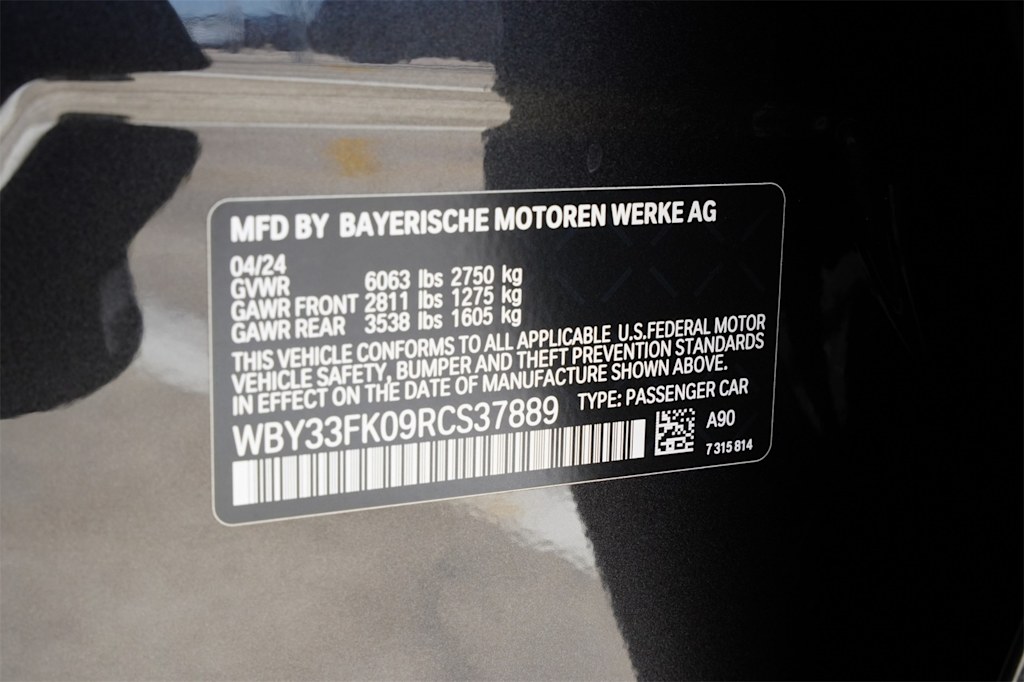 MFD BY BAYERISCHE MOTOREN WERKE AG
04/24
GVWR 6063 lbs 2750 kg
GAWR FRONT 2811 lbs 1275 kg
GAWR REAR 3538 lbs 1605 kg
THIS VEHICLE CONFORMS TO ALL APPLICABLE U.S.FEDERAL MOTOR
VEHICLE SAFETY, BUMPER AND THEFT PREVENTION STANDARDS
IN EFFECT ON THE DATE OF MANUFACTURE SHOWN ABOVE.
WBY33FK09RCS37889 TYPE: PASSENGER CAR
A90
7 315 814